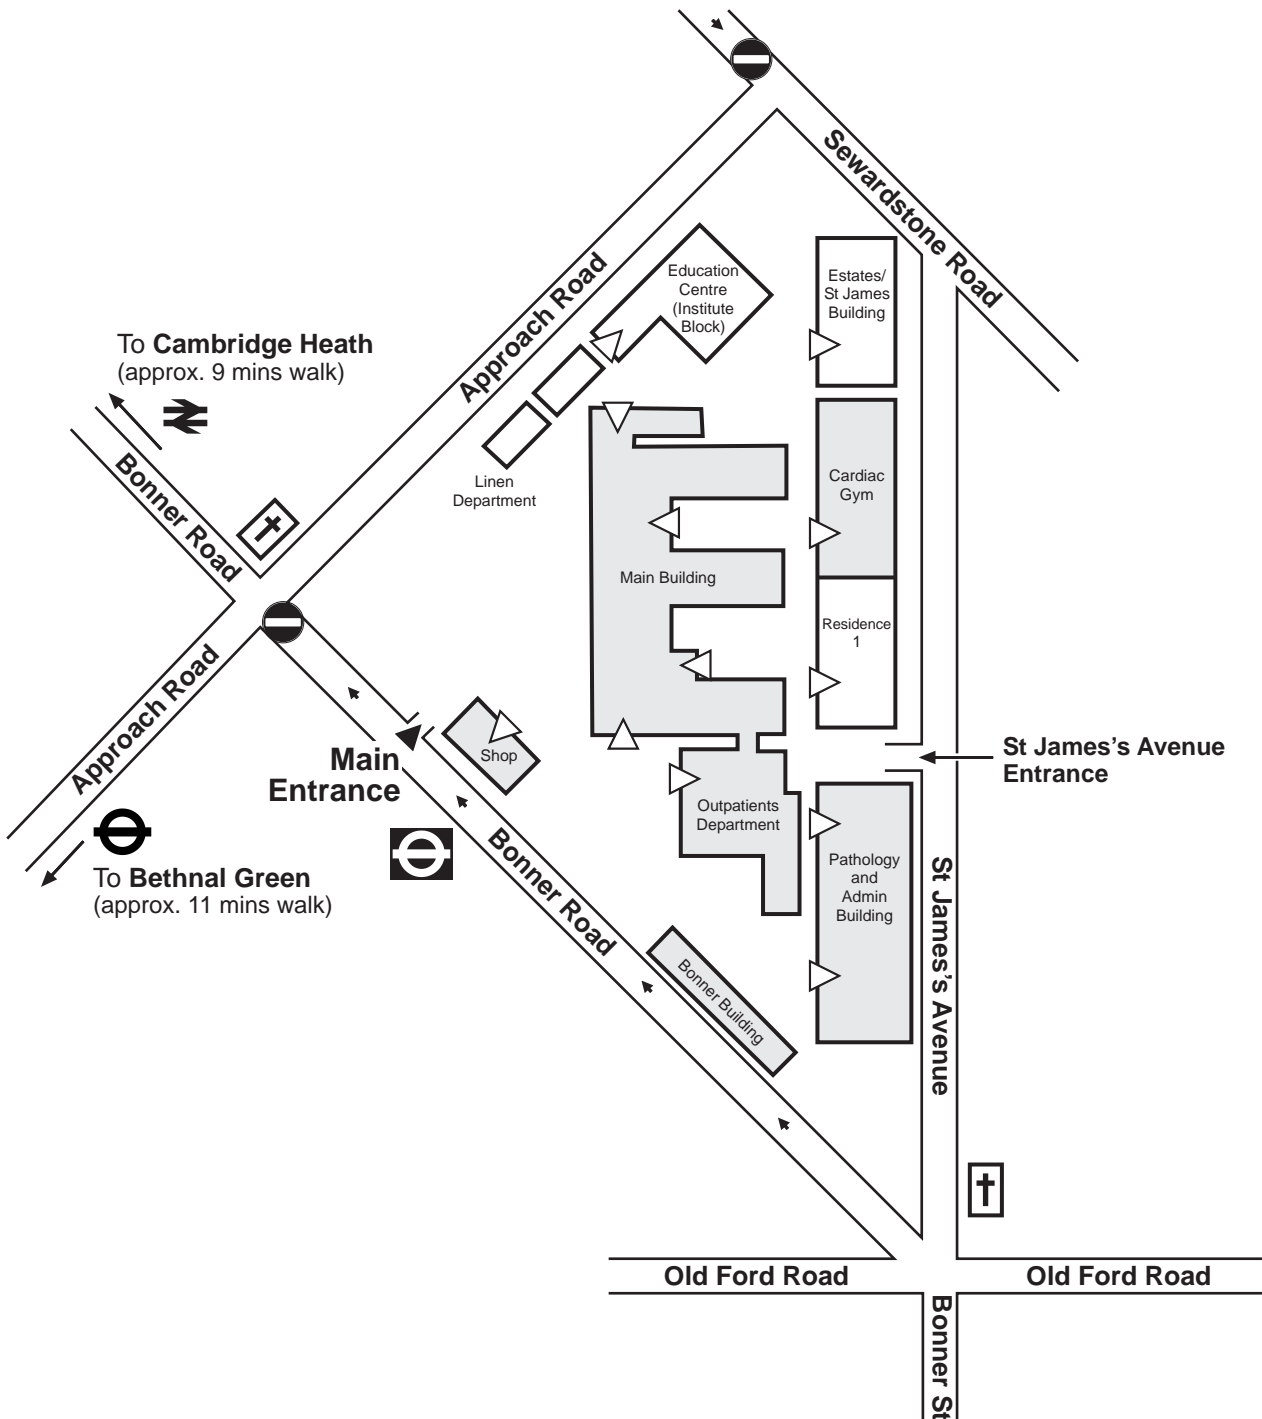 Sewardstone Road
Approach Road
Education
Centre
(Institute
Block)
Estates/
St James
Building
To Cambridge Heath
(approx. 9 mins walk)
Bonner Road
Linen
Department
Cardiac
Gym
Main Building
Residence
1
Approach Road
Main
Entrance
Shop
St James's Avenue
Entrance
Outpatients
Department
To Bethnal Green
(approx. 11 mins walk)
Bonner Road
Pathology
and
Admin
Building
St James's Avenue
Bonner Building
Old Ford Road
Old Ford Road
Bonner St